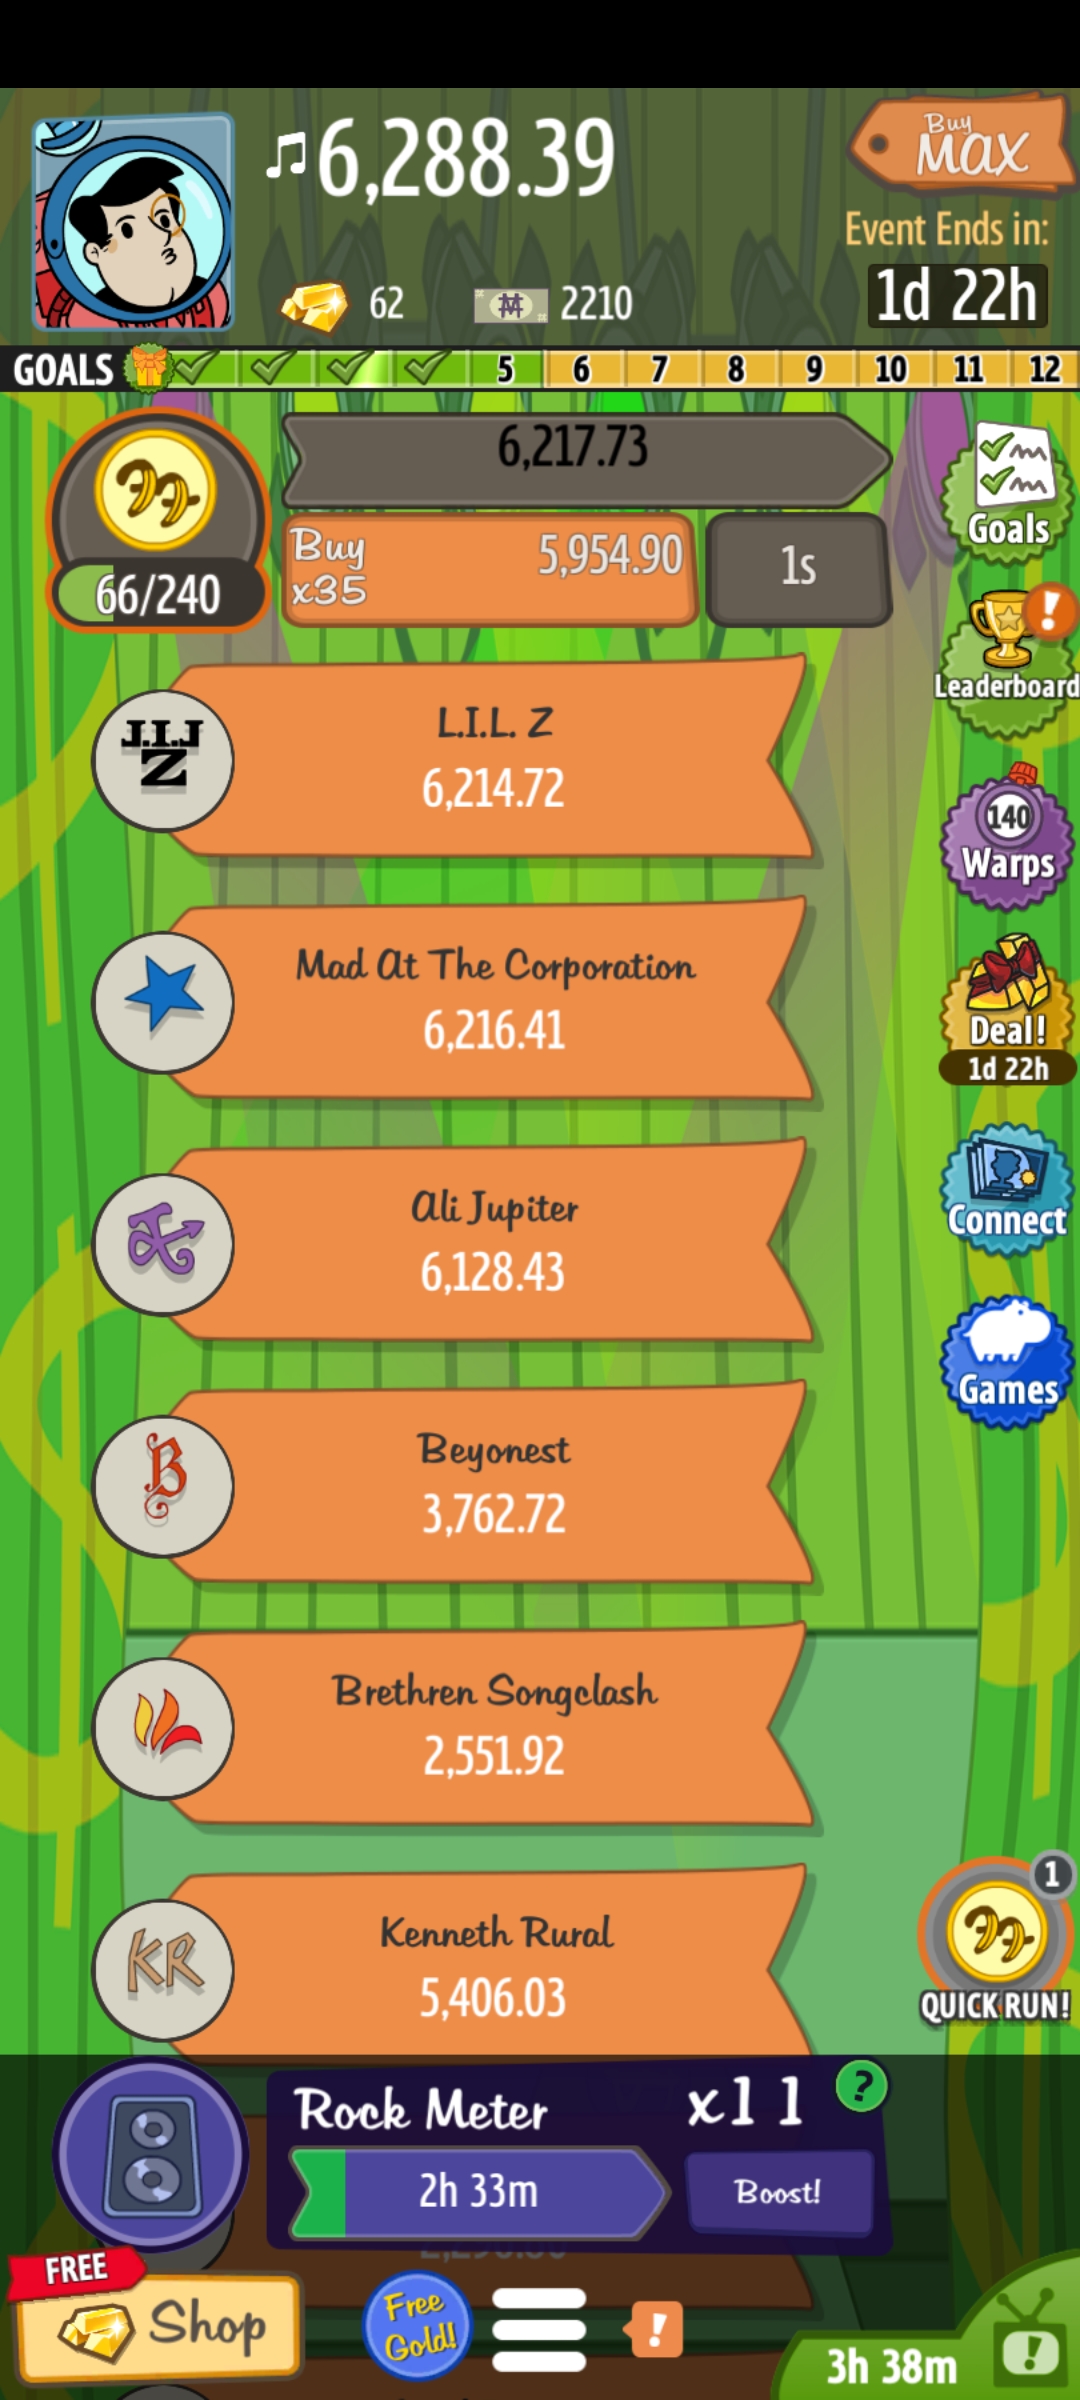 6,288.39
Buy
MAX
Event Ends in:
62
2210
1d 22h
GOALS
5
6
7
8
9
10
11
12
6,217.73
66/240
Buy
x35
5,954.90
1s
Goals
Leaderboard
L.I.L. Z
6,214.72
140
Warps
Mad At The Corporation
6,216.41
Deal!
1d 22h
Ali Jupiter
6,128.43
Connect
Games
B
Beyonest
3,762.72
Brethren Songclash
2,551.92
KR
Kenneth Rural
5,406.03
1
QUICK RUN!
Rock Meter
x11
?
2h 33m
Boost!
FREE
Shop
Free
Gold!
!
3h 38m
!